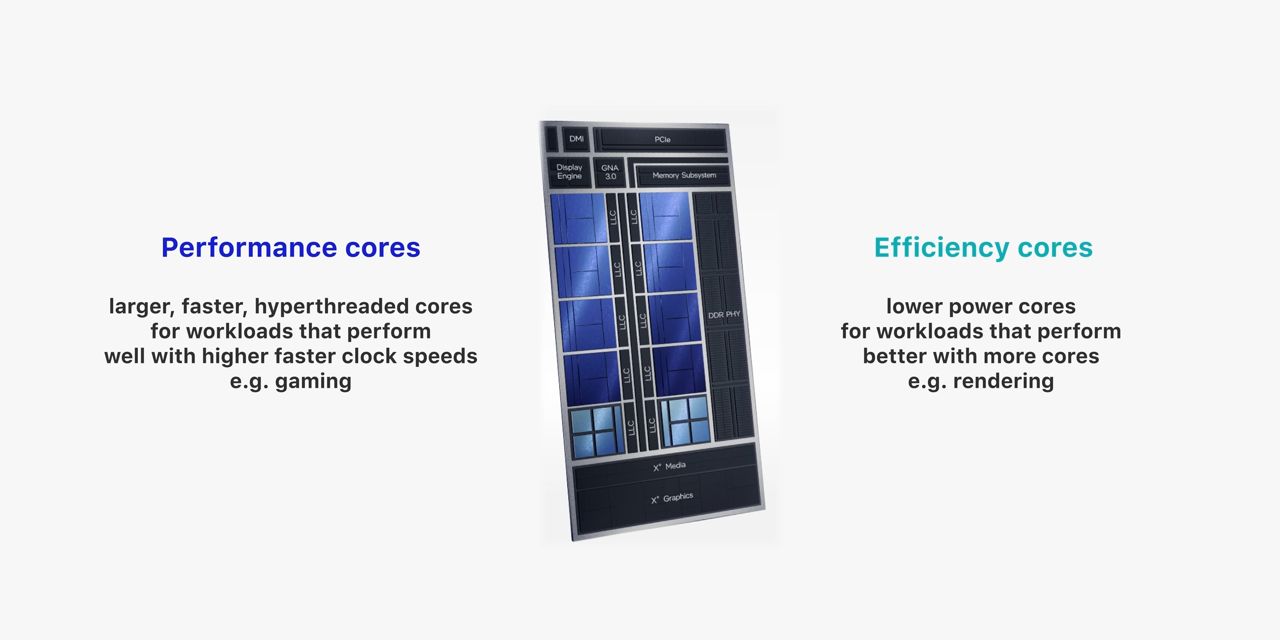 Performance cores
larger, faster, hyperthreaded cores
for workloads that perform
well with higher faster clock speeds
e.g. gaming
DMI
PCIe
Display
Engine
GNA
3.0
Memory Subsystem
LLC
LLC
LLC
LLC
LLC
LLC
LLC
LLC
LLC
LLC
DDR PHY
Xᵉ Media
Xᵉ Graphics
Efficiency cores
lower power cores
for workloads that perform
better with more cores
e.g. rendering